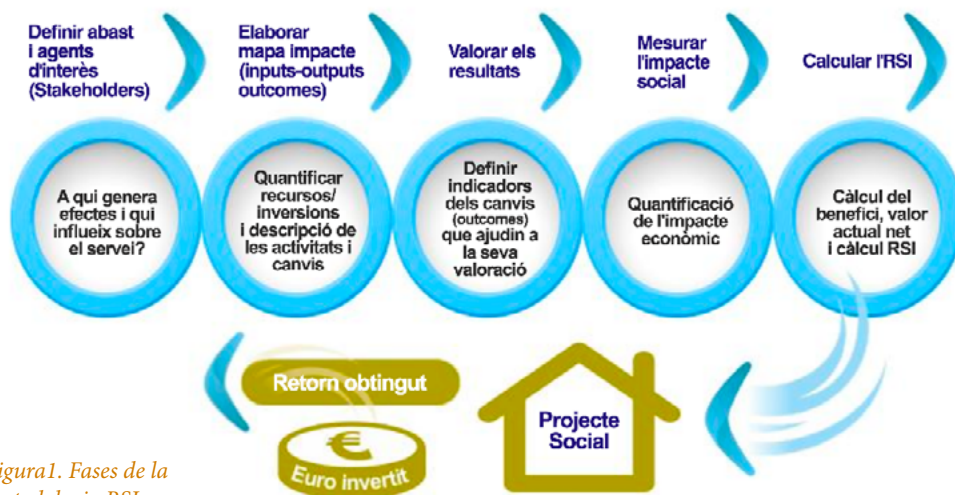 Definir abast
i agents
d'interès
(Stakeholders)
Elaborar
mapa impacte
(inputs-outputs
outcomes)
Valorar els
resultats
Mesurar
l'impacte
social
Calcular l'RSI
A qui genera
efectes i qui
influeix sobre
el servei?
Quantificar
recursos/
inversions
i descripció de
les activitats i
canvis
Definir
indicadors
dels canvis
(outcomes)
que ajudin a
la seva
valoració
Quantificació
de l'impacte
econòmic
Càlcul del
benefici, valor
actual net
i càlcul RSI
Retorn obtingut
€
Euro invertit
Projecte
Social
igura1. Fases de la